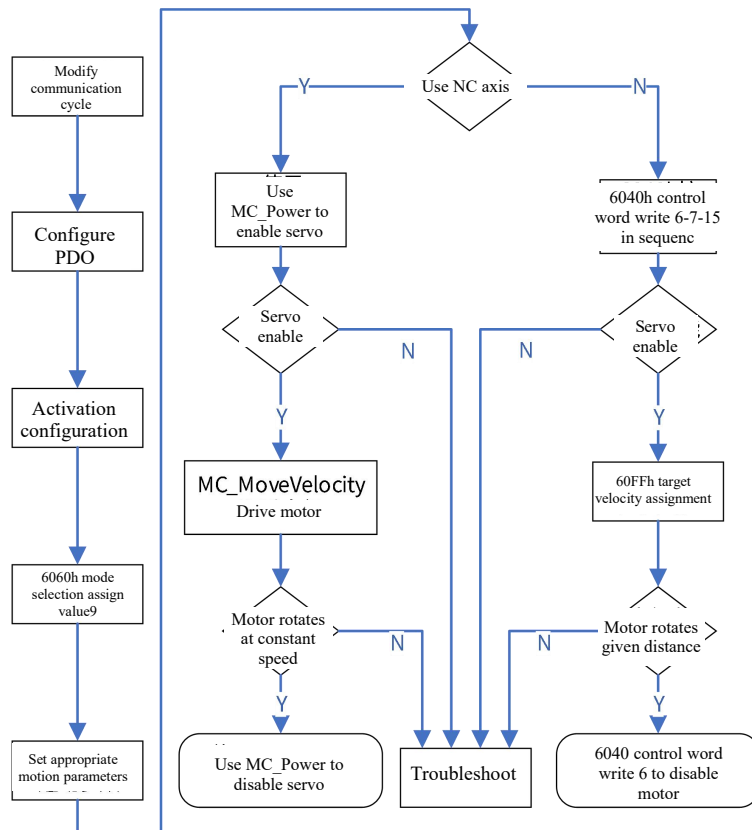 Modify
communication
cycle
Configure
PDO
Activation
configuration
6060h mode
selection assign
value9
Set appropriate
motion parameters
Use NC axis
Y
N
Use
MC_Power to
enable servo
Servo
enable
N
Y
MC_MoveVelocity
Drive motor
Motor rotates
at constant
speed
N
Y
Use MC_Power to
disable servo
6040h control
word write 6-7-15
in sequenc
Servo
enable
N
Y
60FFh target
velocity assignment
Motor rotates
given distance
N
Y
6040 control word
write 6 to disable
motor
Troubleshoot